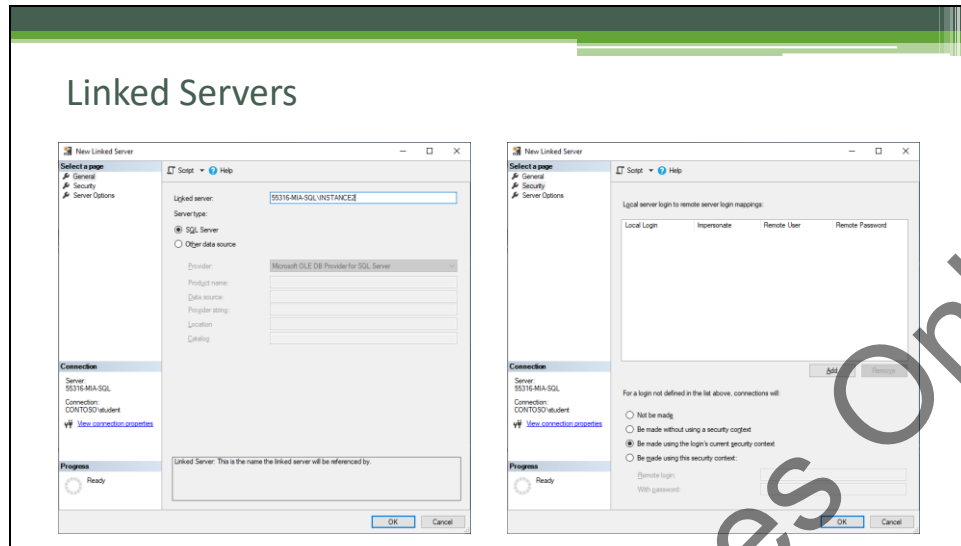 Linked Servers
New Linked Server
Select a page
General
Security
Server Options
Script Help
Linked server: 55316-MIA-SQL\INSTANCE2
Server type:
SQL Server
Other data source
Provider: Microsoft OLE DB Provider for SQL Server
Product name:
Data source:
Provider string:
Location
Catalog
Connection
Server:
55316-MIA-SQL
Connection:
CONTOSO\student
View connection properties
Progress
Ready
Linked Server: This is the name the linked server will be referenced by.
OK Cancel
New Linked Server
Select a page
General
Security
Server Options
Script Help
Local server login to remote server login mappings:
Local Login Impersonate Remote User Remote Password
Add Remove
For a login not defined in the list above, connections will:
Not be made
Be made without using a security context
Be made using the login's current security context
Be made using this security context:
Remote login:
With password:
Connection
Server:
55316-MIA-SQL
Connection:
CONTOSO\student
View connection properties
Progress
Ready
OK Cancel